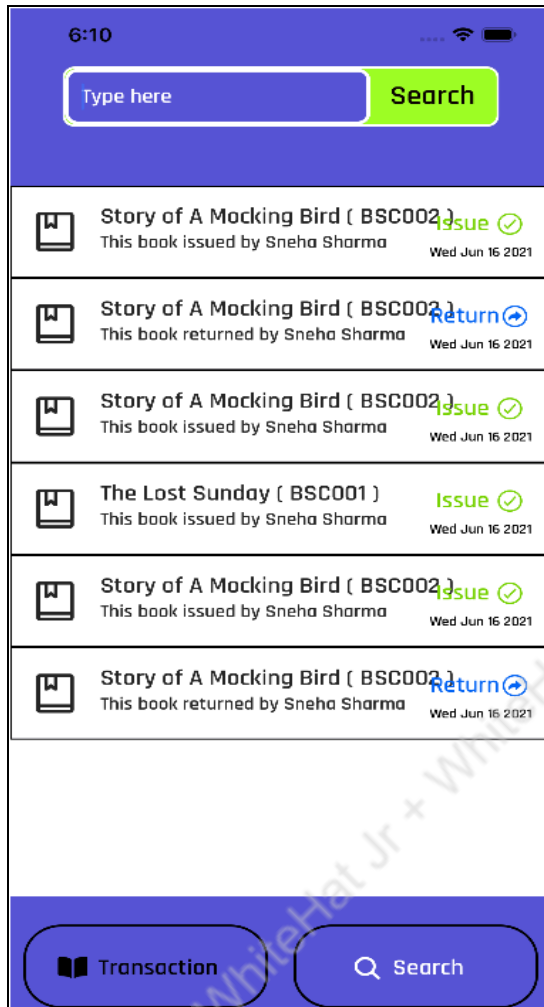 6:10
Type here
Search
Story of A Mocking Bird ( BSC002 )
Issue
This book issued by Sneha Sharma
Wed Jun 16 2021
Story of A Mocking Bird ( BSC002 )
Return
This book returned by Sneha Sharma
Wed Jun 16 2021
Story of A Mocking Bird ( BSC002 )
Issue
This book issued by Sneha Sharma
Wed Jun 16 2021
The Lost Sunday ( BSC001 )
Issue
This book issued by Sneha Sharma
Wed Jun 16 2021
Story of A Mocking Bird ( BSC002 )
Issue
This book issued by Sneha Sharma
Wed Jun 16 2021
Story of A Mocking Bird ( BSC002 )
Return
This book returned by Sneha Sharma
Wed Jun 16 2021
WhiteHat Jr + WhiteH
Transaction
Search